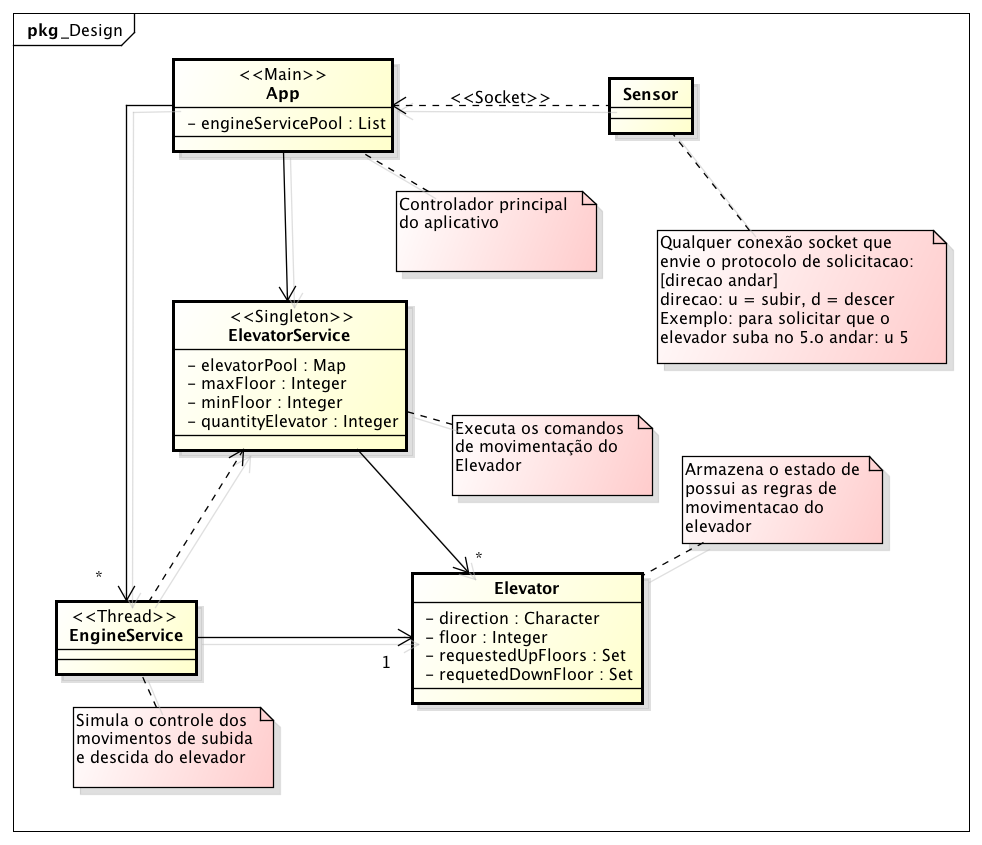 pkg _Design
<<Main>>
App
- engineServicePool : List
<<Socket>>
Sensor
Controlador principal
do aplicativo
Qualquer conexão socket que
envie o protocolo de solicitacao:
[direcao andar]
direcao: u = subir, d = descer
Exemplo: para solicitar que o
elevador suba no 5.o andar: u 5
<<Singleton>>
ElevatorService
- elevatorPool : Map
- maxFloor : Integer
- minFloor : Integer
- quantityElevator : Integer
Executa os comandos
de movimentação do
Elevador
Armazena o estado de
possui as regras de
movimentacao do
elevador
*
*
<<Thread>>
EngineService
1
Elevator
- direction : Character
- floor : Integer
- requestedUpFloors : Set
- requetedDownFloor : Set
Simula o controle dos
movimentos de subida
e descida do elevador